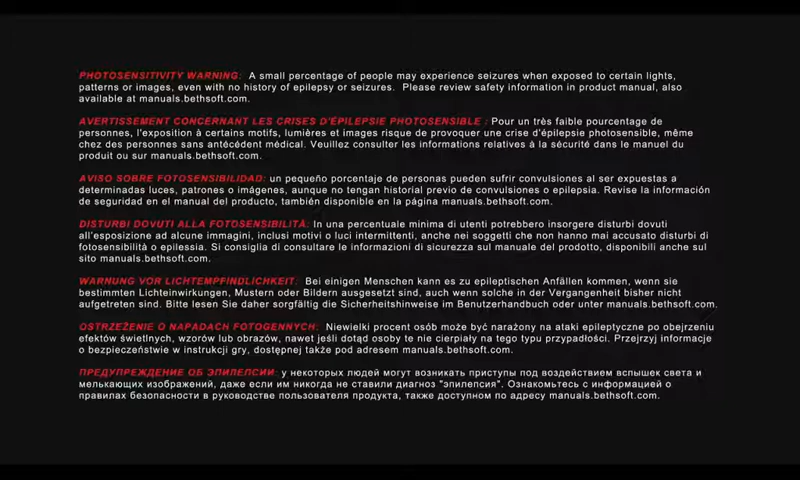 PHOTOSENSITIVITY WARNING: A small percentage of people may experience seizures when exposed to certain lights,
patterns or images, even with no history of epilepsy or seizures. Please review safety information in product manual, also
available at manuals.bethsoft.com.
AVERTISSEMENT CONCERNANT LES CRISES D'ÉPILEPSIE PHOTOSENSIBLE : Pour un très faible pourcentage de
personnes, l'exposition à certains motifs, lumières et images risque de provoquer une crise d'épilepsie photosensible, même
chez des personnes sans antécédent médical. Veuillez consulter les informations relatives à la sécurité dans le manuel du
produit ou sur manuals.bethsoft.com.
AVISO SOBRE FOTOSENSIBILIDAD: un pequeño porcentaje de personas pueden sufrir convulsiones al ser expuestas a
determinadas luces, patrones o imágenes, aunque no tengan historial previo de convulsiones o epilepsia. Revise la información
de seguridad en el manual del producto, también disponible en la página manuals.bethsoft.com.
DISTURBI DOVUTI ALLA FOTOSENSIBILITÀ: In una percentuale minima di utenti potrebbero insorgere disturbi dovuti
all'esposizione ad alcune immagini, inclusi motivi o luci intermittenti, anche nei soggetti che non hanno mai accusato disturbi di
fotosensibilità o epilessia. Si consiglia di consultare le informazioni di sicurezza sul manuale del prodotto, disponibili anche sul
sito manuals.bethsoft.com.
WARNUNG VOR LICHTEMPFINDLICHKEIT: Bei einigen Menschen kann es zu epileptischen Anfällen kommen, wenn sie
bestimmten Lichteinwirkungen, Mustern oder Bildern ausgesetzt sind, auch wenn solche in der Vergangenheit bisher nicht
aufgetreten sind. Bitte lesen Sie daher sorgfältig die Sicherheitshinweise im Benutzerhandbuch oder unter manuals.bethsoft.com.
OSTRZEŻENIE O NAPADACH FOTOGENNYCH: Niewielki procent osób może być narażony na ataki epileptyczne po obejrzeniu
efektów świetlnych, wzorów lub obrazów, nawet jeśli dotąd osoby te nie cierpiały na tego typu przypadłości. Przejrzyj informacje
o bezpieczeństwie w instrukcji gry, dostępnej także pod adresem manuals.bethsoft.com.
ПРЕДУПРЕЖДЕНИЕ ОБ ЭПИЛЕПСИИ: у некоторых людей могут возникать приступы под воздействием вспышек света и
мелькающих изображений, даже если им никогда не ставили диагноз "эпилепсия". Ознакомьтесь с информацией о
правилах безопасности в руководстве пользователя продукта, также доступном по адресу manuals.bethsoft.com.